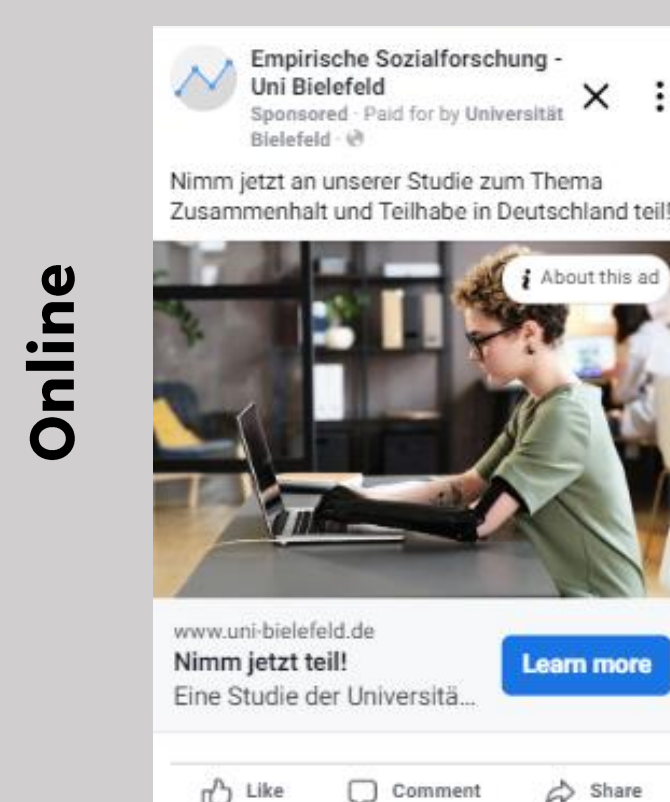 Online
Empirische Sozialforschung -
Uni Bielefeld
Sponsored · Paid for by Universität
Bielefeld ·
Nimm jetzt an unserer Studie zum Thema
Zusammenhalt und Teilhabe in Deutschland teil!
i About this ad
www.uni-bielefeld.de
Nimm jetzt teil!
Eine Studie der Universitä...
Learn more
Like
Comment
Share